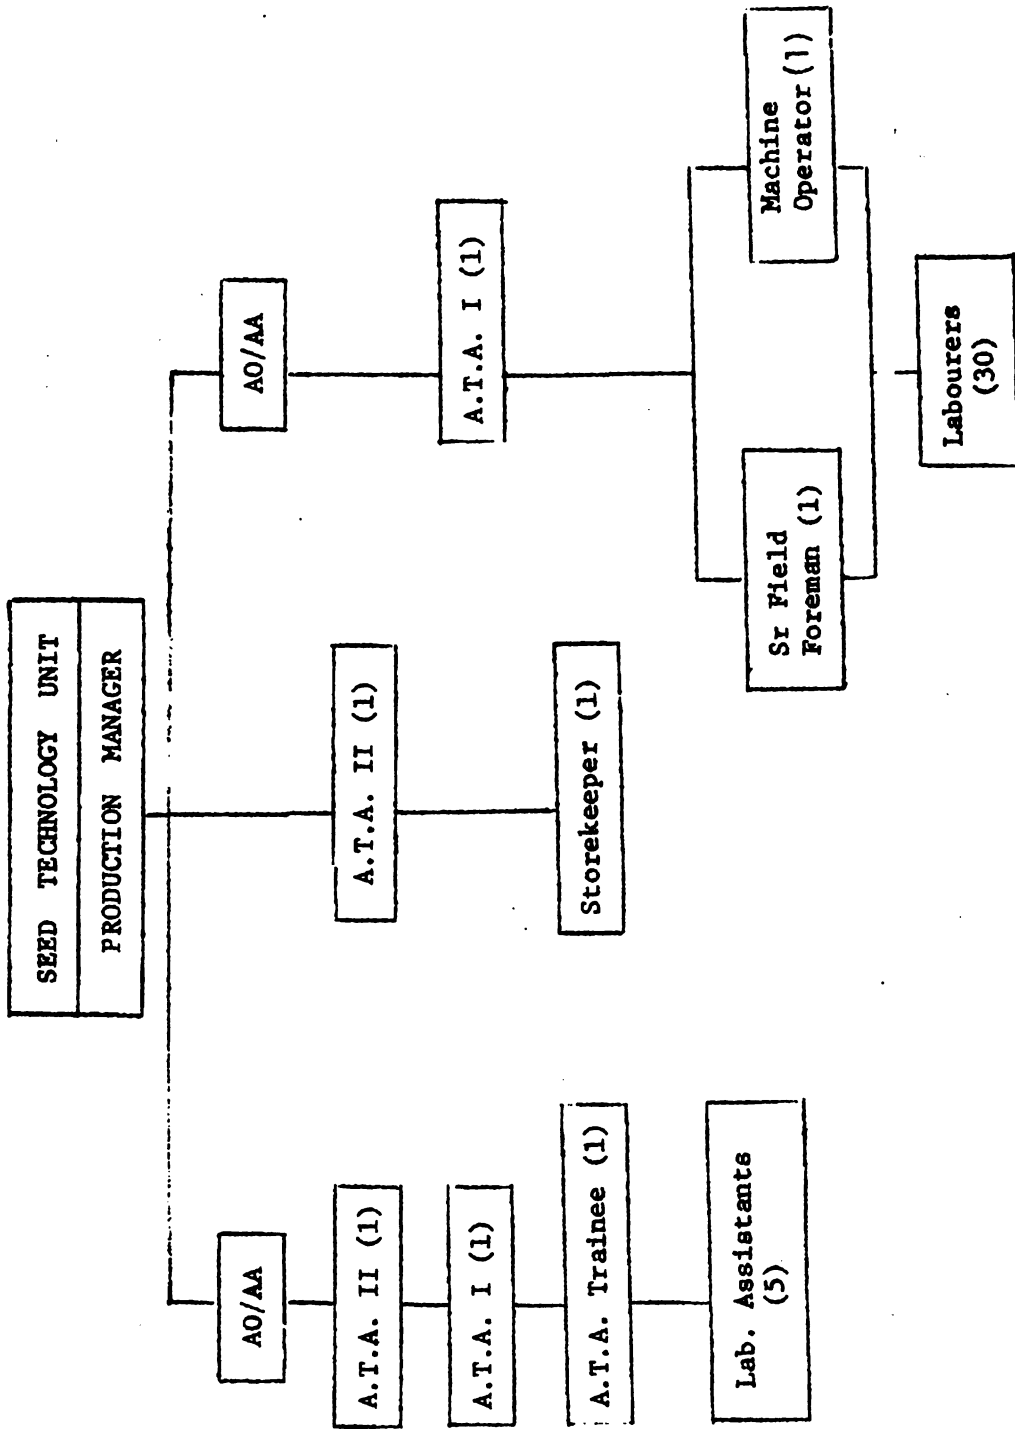 SEED TECHNOLOGY UNIT
PRODUCTION MANAGER
AO/AA
A.T.A. II (1)
A.T.A. I (1)
A.T.A. Trainee (1)
Lab. Assistants
(5)
A.T.A. II (1)
Storekeeper (1)
AO/AA
A.T.A. I (1)
Sr Field
Foreman (1)
Machine
Operator(1)
Labourers
(30)